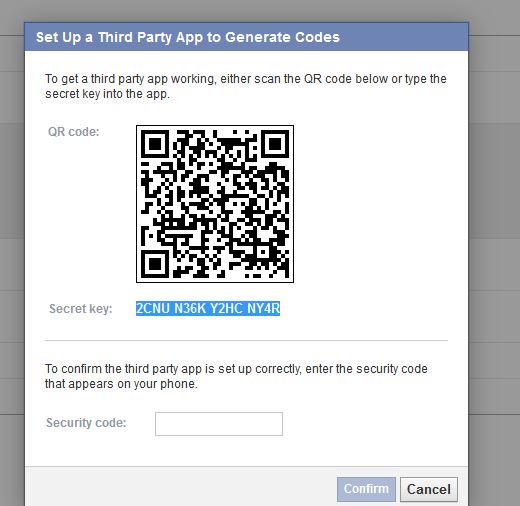 Set Up a Third Party App to Generate Codes
To get a third party app working, either scan the QR code below or type the
secret key into the app.
QR code:
Secret key: 2CNU N36K Y2HC NY4R
To confirm the third party app is set up correctly, enter the security code
that appears on your phone.
Security code:
Confirm Cancel